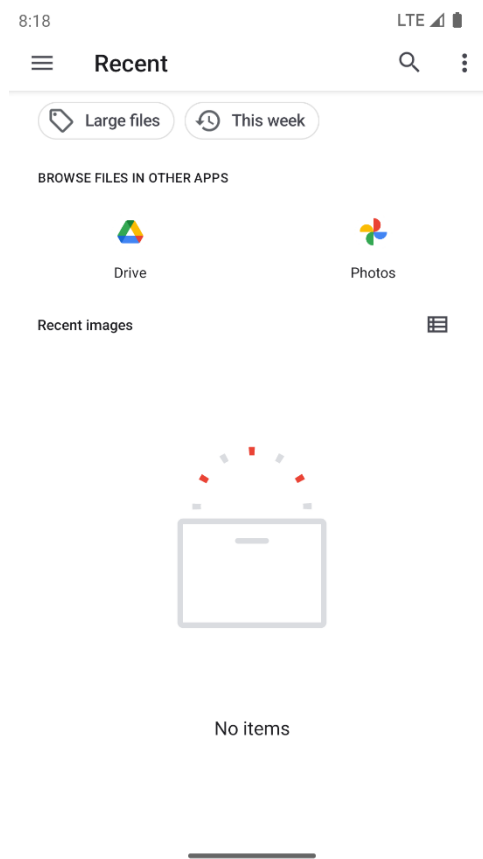 8:18 LTE
Recent
Large files This week
BROWSE FILES IN OTHER APPS
Drive Photos
Recent images
No items